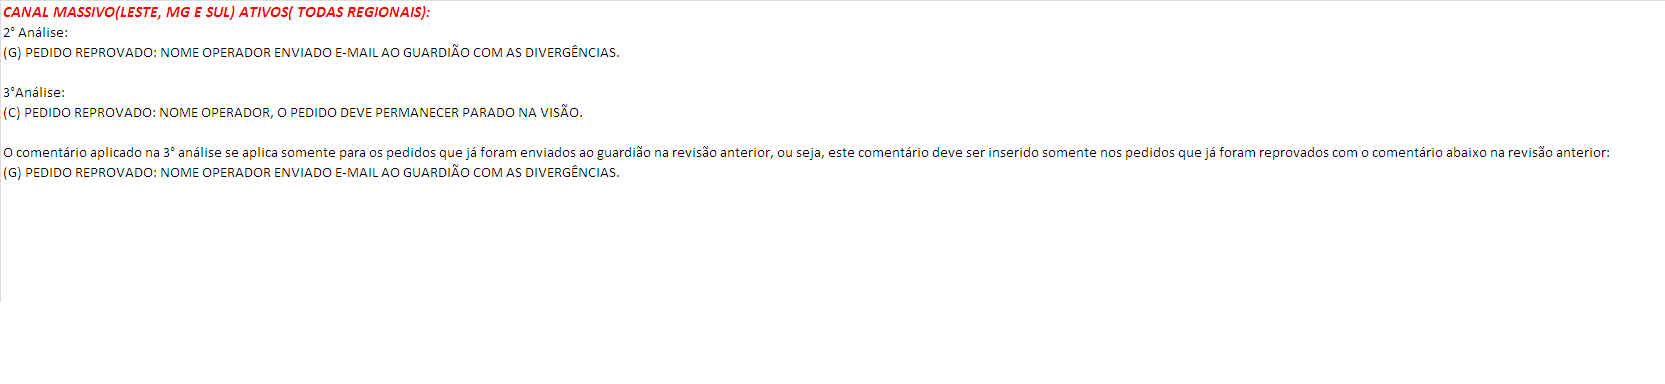 CANAL MASSIVO(LESTE, MG E SUL) ATIVOS( TODAS REGIONAIS):
2° Análise:
(G) PEDIDO REPROVADO: NOME OPERADOR ENVIADO E-MAIL AO GUARDIÃO COM AS DIVERGÊNCIAS.
3°Análise:
(C) PEDIDO REPROVADO: NOME OPERADOR, O PEDIDO DEVE PERMANECER PARADO NA VISÃO.
O comentário aplicado na 3° análise se aplica somente para os pedidos que já foram enviados ao guardião na revisão anterior, ou seja, este comentário deve ser inserido somente nos pedidos que já foram reprovados com o comentário abaixo na revisão anterior:
(G) PEDIDO REPROVADO: NOME OPERADOR ENVIADO E-MAIL AO GUARDIÃO COM AS DIVERGÊNCIAS.